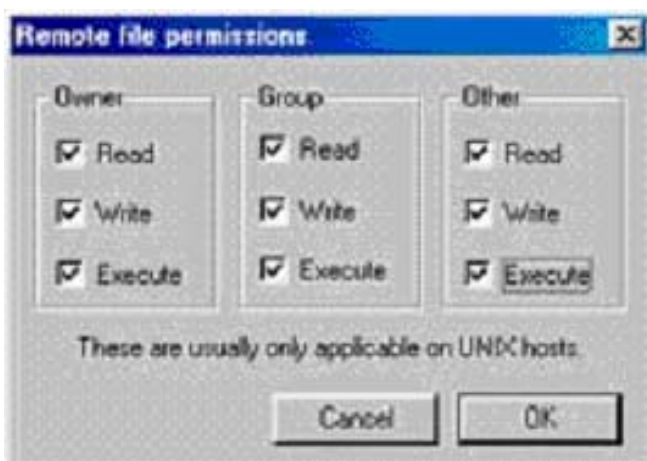 Remote file permissions
Owner Group Other
Read Read Read
Write Write Write
Execute Execute Execute
These are usually only applicable on UNIX hosts.
Cancel OK